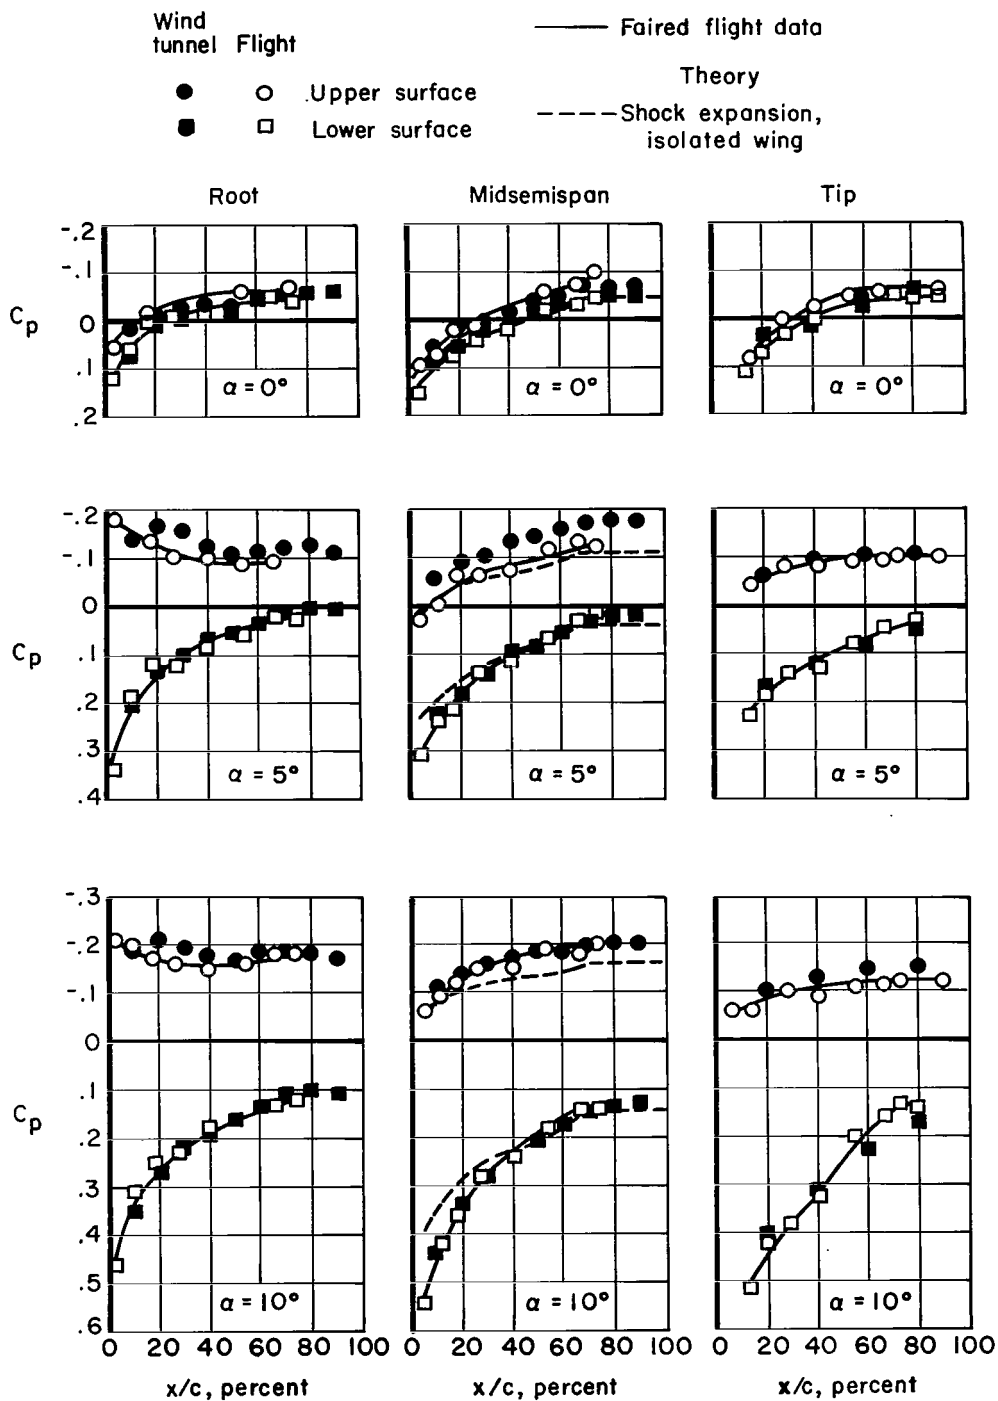 Wind
tunnel Flight
Upper surface
Lower surface
Faired flight data
Theory
Shock expansion,
isolated wing
Root
Midsemispan
Tip
-.2
-.1
0
.1
.2
Cp
α = 0°
α = 0°
α = 0°
-.2
-.1
0
.1
.2
.3
.4
Cp
α = 5°
α = 5°
α = 5°
-.3
-.2
-.1
0
.1
.2
.3
.4
.5
.6
Cp
α = 10°
α = 10°
α = 10°
0 20 40 60 80 100
0 20 40 60 80 100
0 20 40 60 80 100
x/c, percent
x/c, percent
x/c, percent